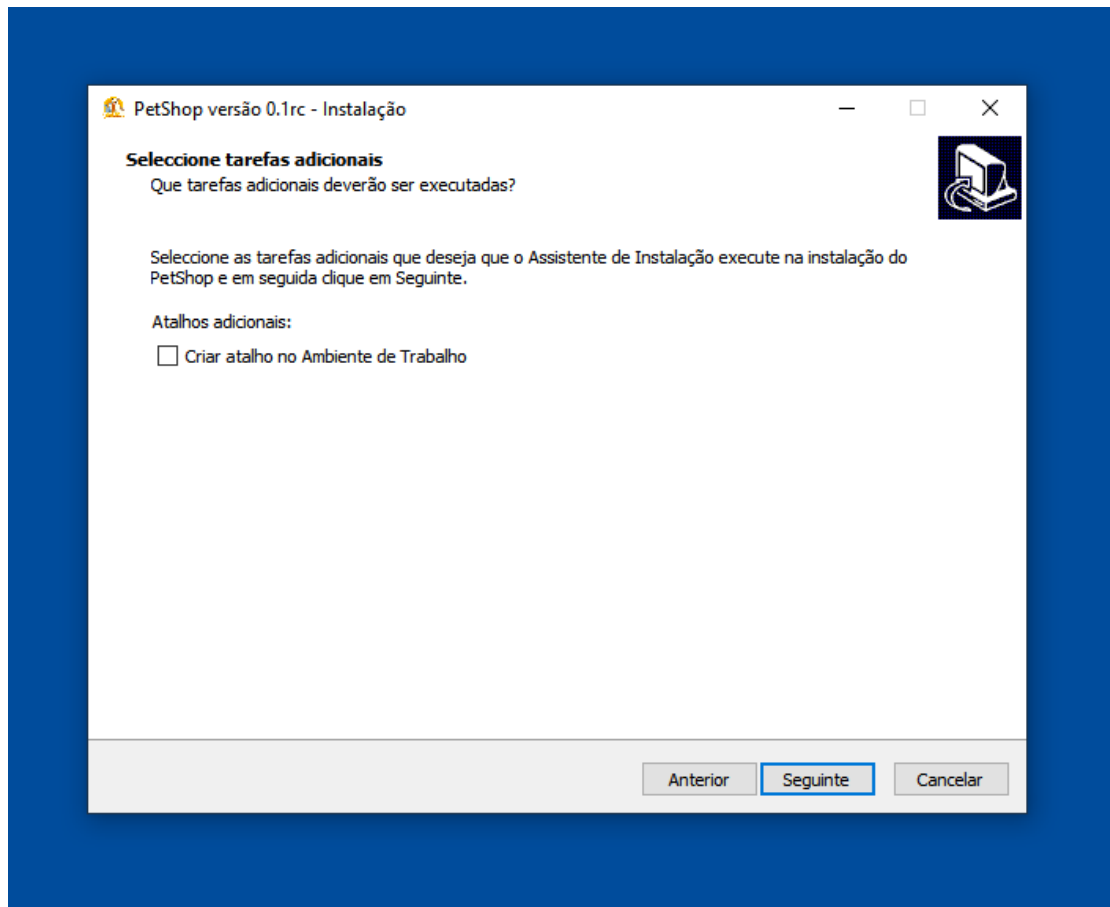 PetShop versão 0.1rc - Instalação
Seleccione tarefas adicionais
Que tarefas adicionais deverão ser executadas?
Seleccione as tarefas adicionais que deseja que o Assistente de Instalação execute na instalação do
PetShop e em seguida clique em Seguinte.
Atalhos adicionais:
Criar atalho no Ambiente de Trabalho
Anterior Seguinte Cancelar